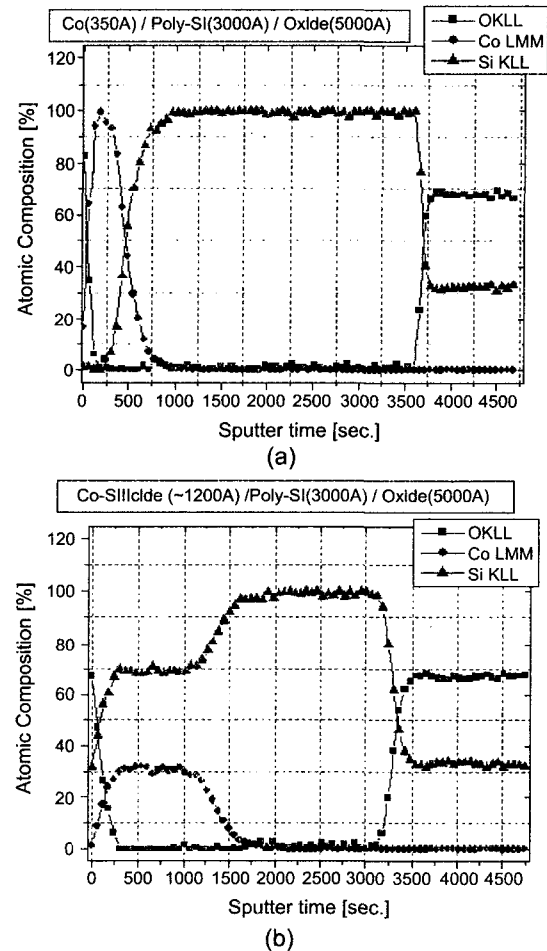 Co(350A) / Poly-SI(3000A) / OxIde(5000A)
OKLL
Co LMM
Si KLL
120
100
80
60
40
20
0
Atomic Composition [%]
0 500 1000 1500 2000 2500 3000 3500 4000 4500
Sputter time [sec.]
(a)
Co-SIIIcIde (~1200A) /Poly-SI(3000A) / OxIde(5000A)
OKLL
Co LMM
Si KLL
120
100
80
60
40
20
0
Atomic Composition [%]
0 500 1000 1500 2000 2500 3000 3500 4000 4500
Sputter time [sec.]
(b)